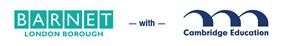 BARNET
LONDON BOROUGH
— with —
Cambridge Education